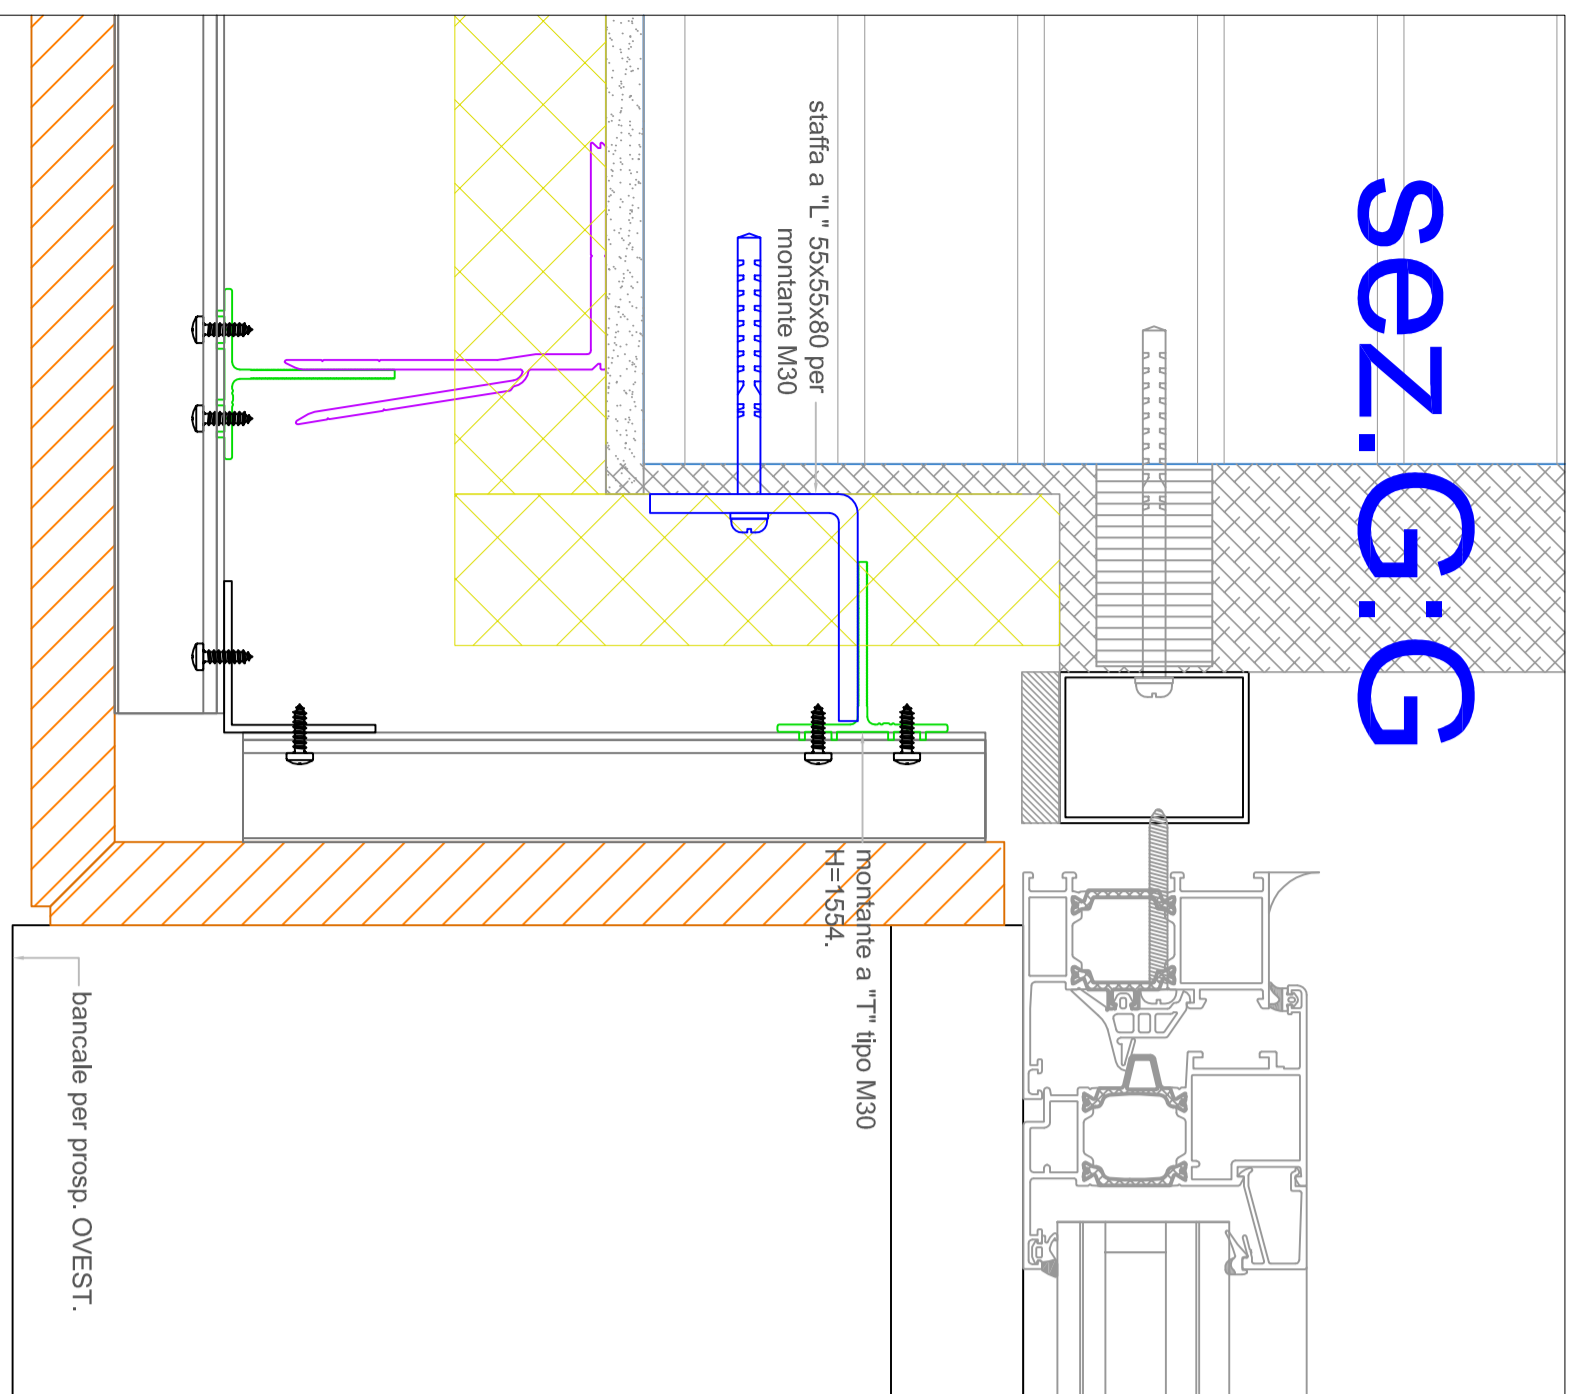 sez. G:G
staffa a "L" 55x55x80 per
montante M30
montante a "T" tipo M30
H=1554.
bancale per prosp. OVEST.